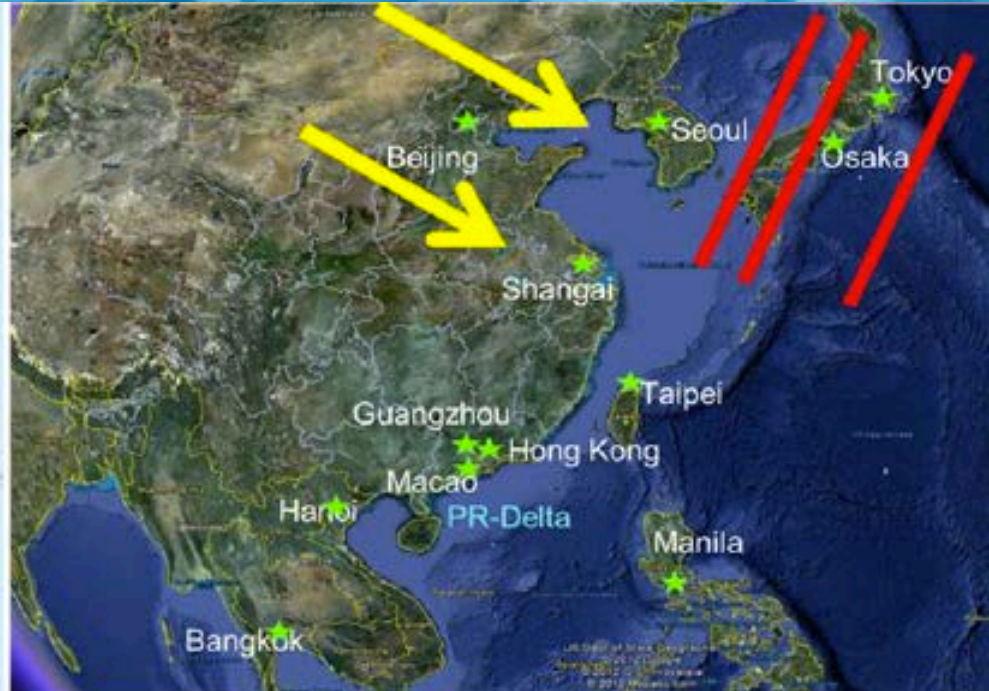 Tokyo
Seoul
Osaka
Beijing
Shangai
Taipei
Guangzhou
Hong Kong
Macao
Hanoi
PR-Delta
Manila
Bangkok